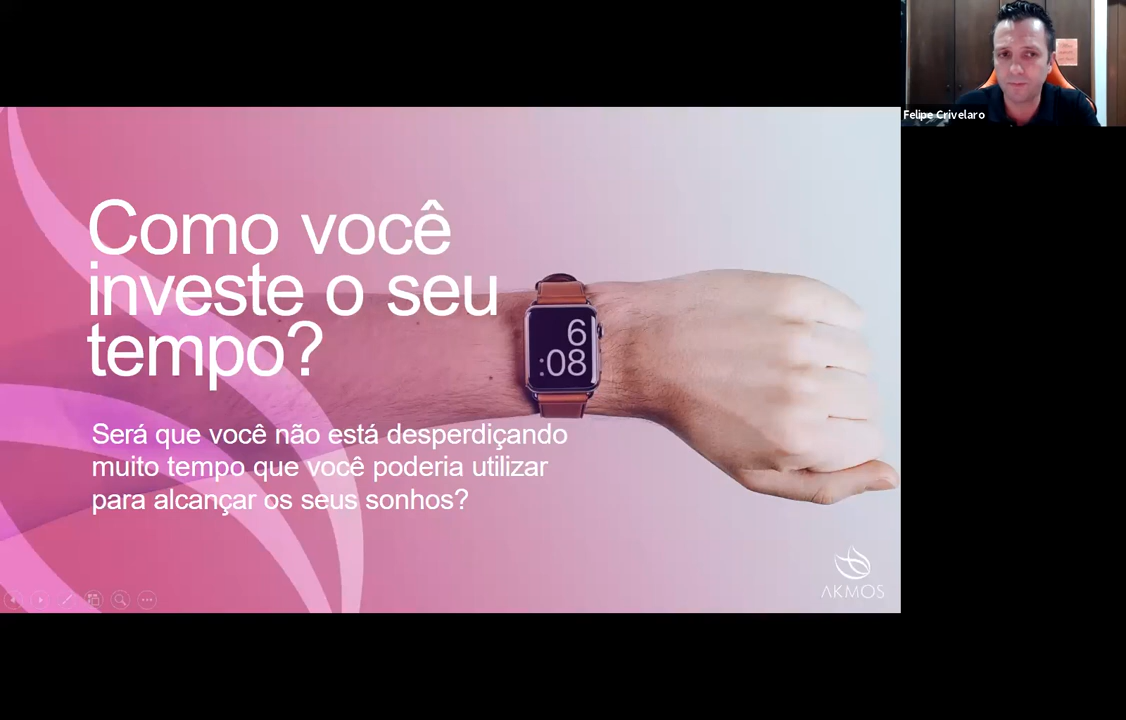 Felipe Crivelaro
Como você
investe o seu
tempo?
6
:08
Será que você não está desperdiçando
muito tempo que você poderia utilizar
para alcançar os seus sonhos?
AKMOS